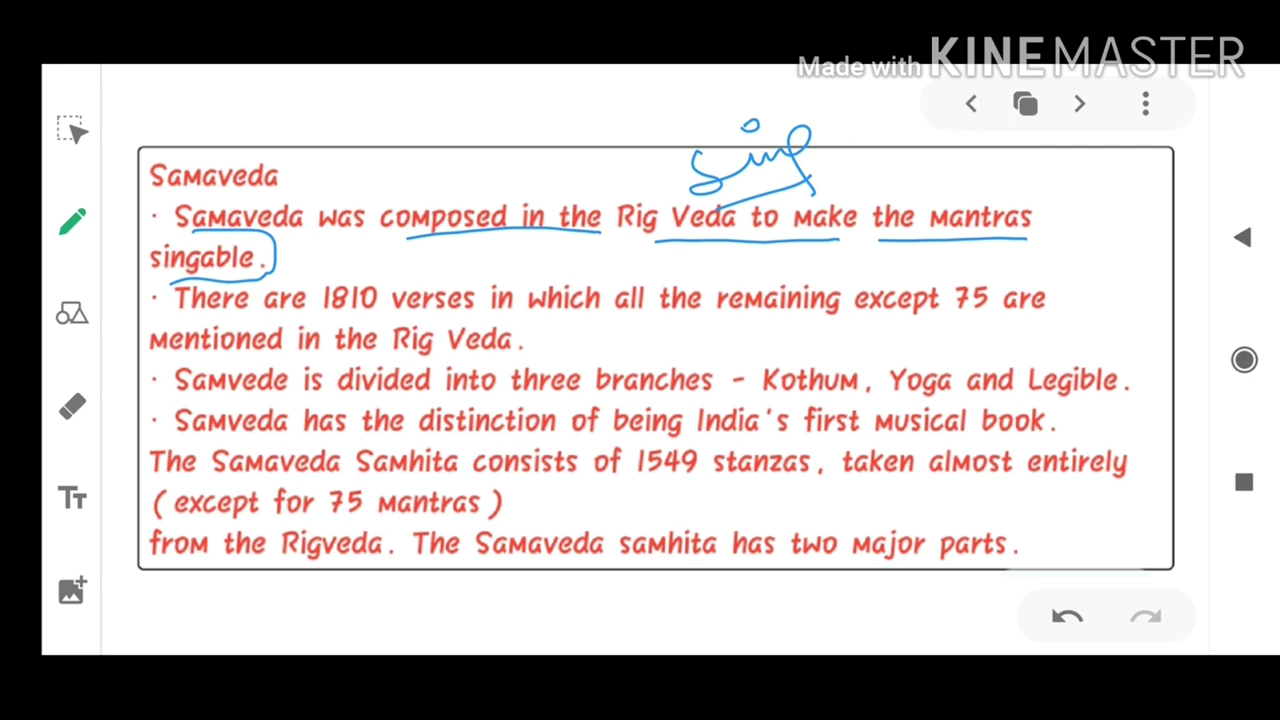 Made with KINEMASTER
sing
Samaveda
· Samaveda was composed in the Rig Veda to make the mantras
singable.
· There are 1810 verses in which all the remaining except 75 are
mentioned in the Rig Veda.
· Samvede is divided into three branches - Kothum, Yoga and Legible.
· Samveda has the distinction of being India's first musical book.
The Samaveda Samhita consists of 1549 stanzas, taken almost entirely
(except for 75 mantras)
from the Rigveda. The Samaveda samhita has two major parts.
TT